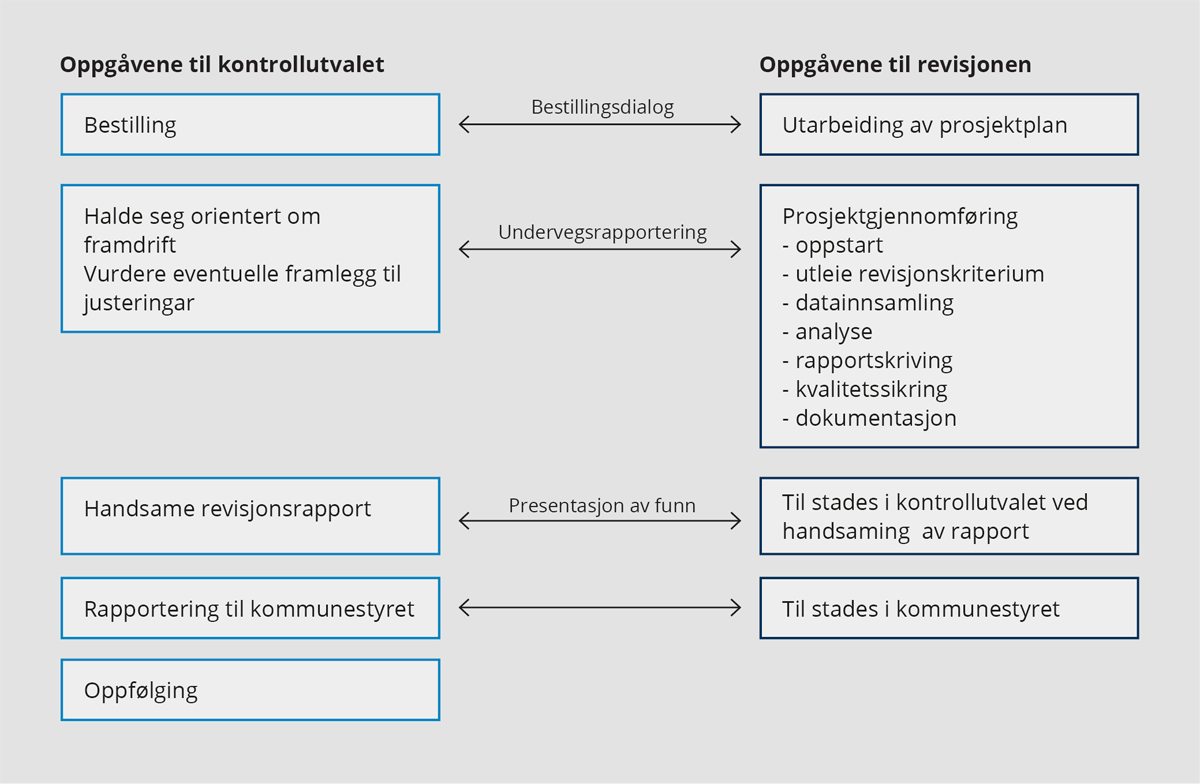 Oppgåvene til kontrollutvalet
Oppgåvene til revisjonen
Bestilling
Bestillingsdialog
Utarbeiding av prosjektplan
Halde seg orientert om
framdrift
Vurdere eventuelle framlegg til
justeringar
Undervegsrapportering
Prosjektgjennomføring
- oppstart
- utleie revisjonskriterium
- datainnsamling
- analyse
- rapportskriving
- kvalitetssikring
- dokumentasjon
Handsame revisjonsrapport
Presentasjon av funn
Til stades i kontrollutvalet ved
handsaming  av rapport
Rapportering til kommunestyret
Til stades i kommunestyret
Oppfølging